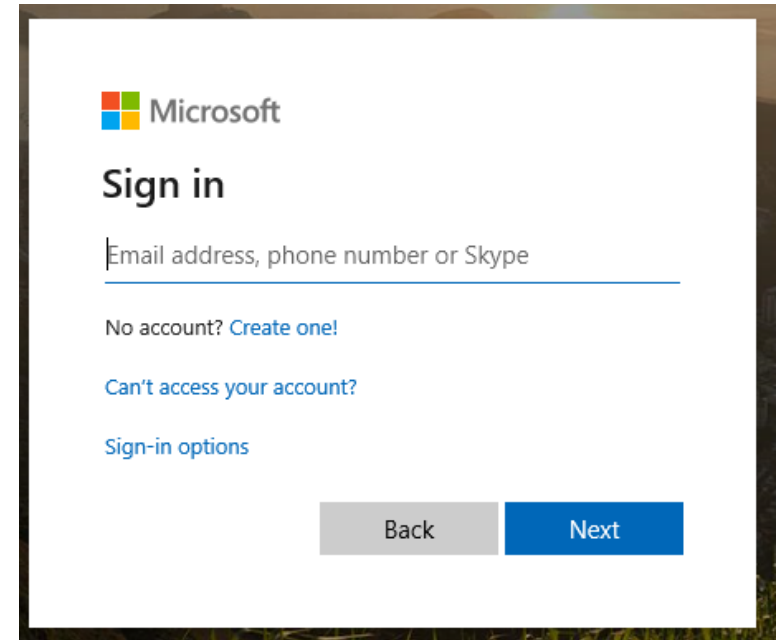 Microsoft
Sign in
Email address, phone number or Skype
No account? Create one!
Can't access your account?
Sign-in options
Back Next